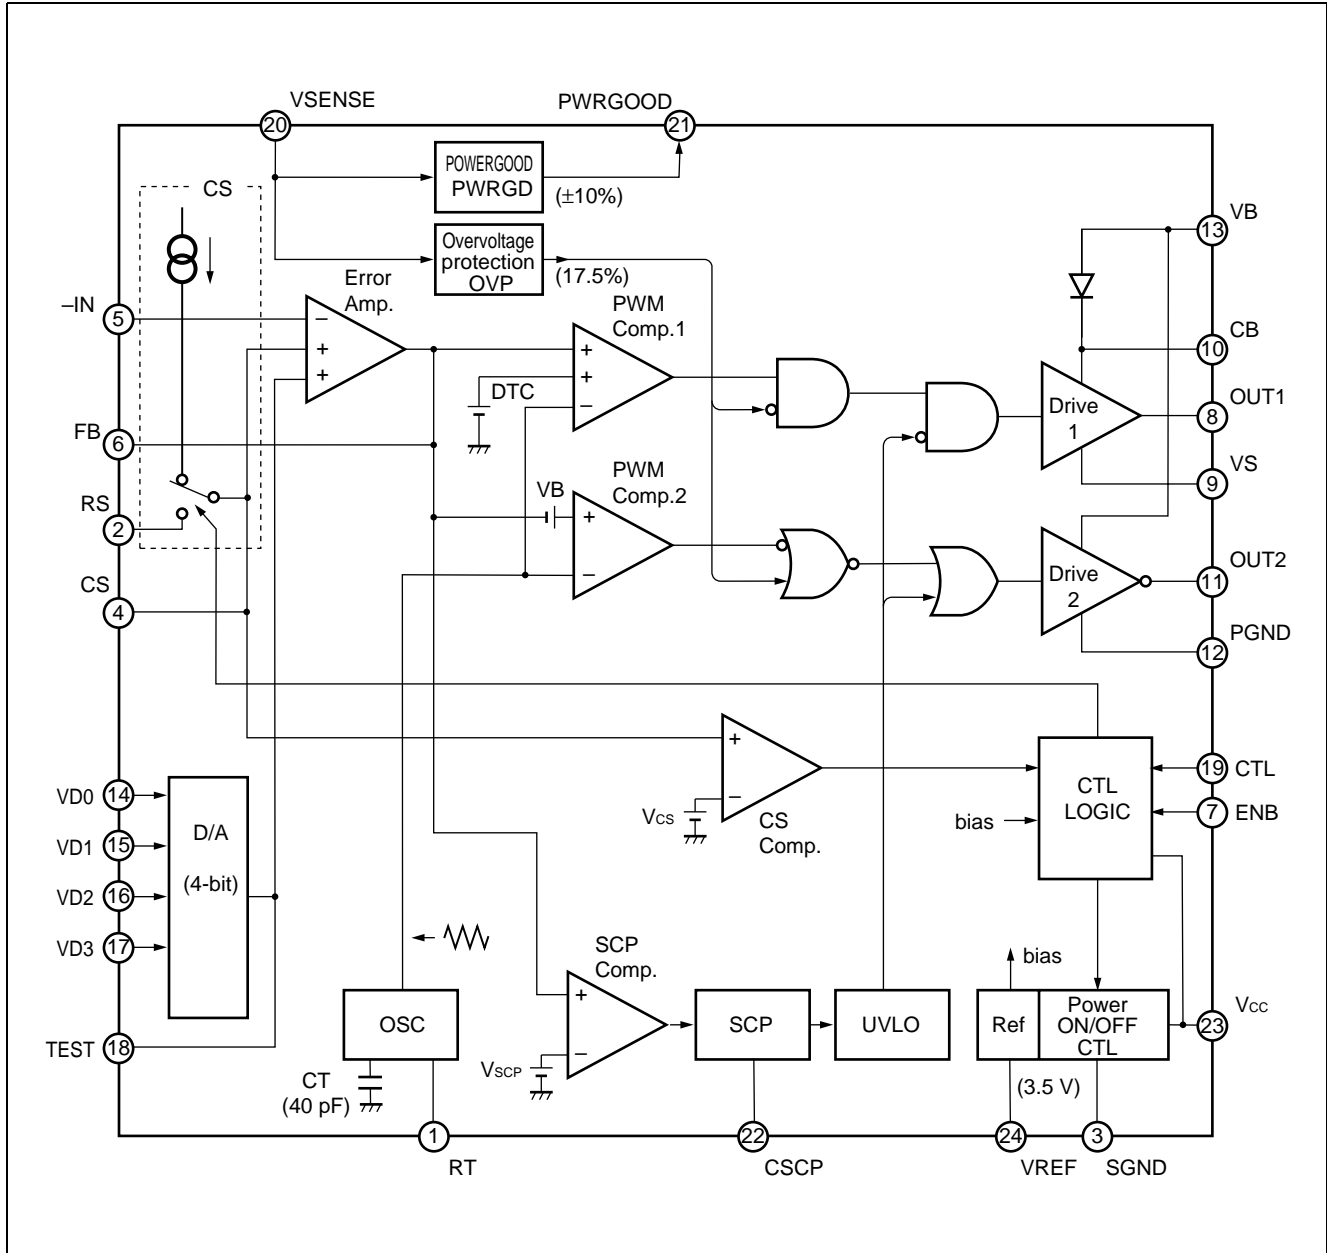 VSENSE
PWRGOOD
20
21
CS
POWERGOOD
PWRGD
(±10%)
VB
13
Overvoltage
protection
OVP
(17.5%)
Error
Amp.
PWM
Comp.1
–IN
5
–
+
+
+
+
–
DTC
CB
10
Drive
1
OUT1
8
FB
6
VS
9
RS
2
VB
PWM
Comp.2
+
–
CS
4
Drive
2
OUT2
11
PGND
12
+
–
VCS
CS
Comp.
CTL
LOGIC
bias
19
CTL
7
ENB
VD0
14
VD1
15
VD2
16
VD3
17
D/A
(4-bit)
TEST
18
OSC
CT
(40 pF)
SCP
Comp.
+
–
VSCP
SCP
UVLO
bias
Ref
Power
ON/OFF
CTL
(3.5 V)
VCC
23
1
22
24
3
RT
CSCP
VREF
SGND